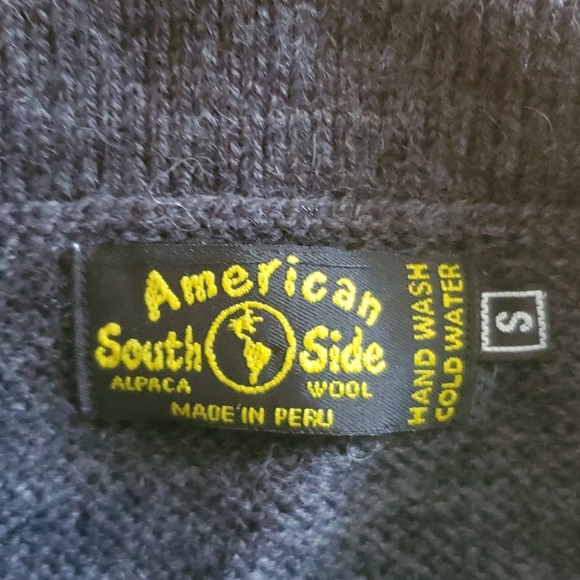 American
South Side
ALPACA WOOL
MADE IN PERU
HAND WASH
COLD WATER
S